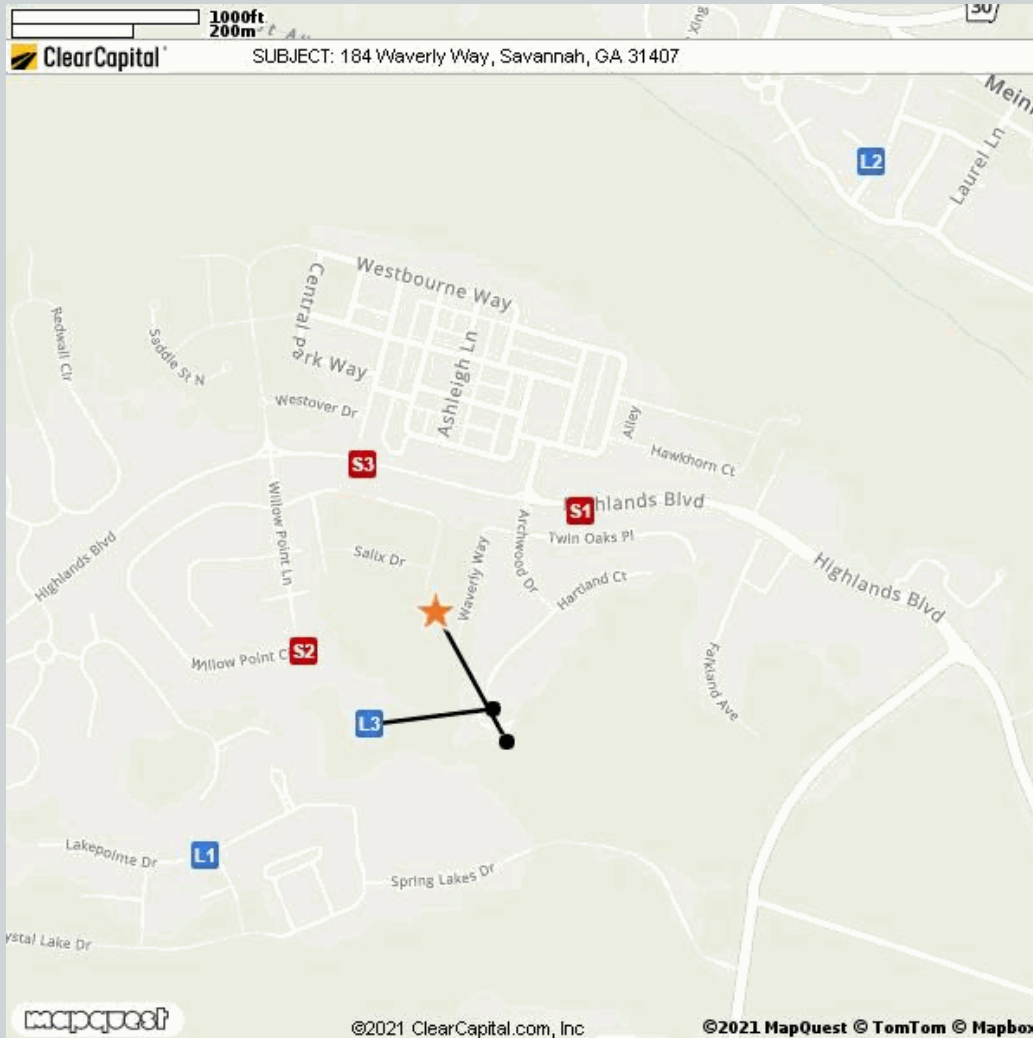 1000ft
200m
30
Xing
ClearCapital
SUBJECT: 184 Waverly Way, Savannah, GA 31407
Meinh
L2
Laurel Ln
Westbourne Way
Central Park Way
Redwall Cir
Saddle St N
Ashleigh Ln
Westover Dr
Alley
S3
Hawkhorn Ct
Highlands Blvd
S1
Willow Point Ln
Archwood Dr
Twin Oaks Pl
Salix Dr
Waverly Way
Hartland Ct
Highlands Blvd
Highlands Blvd
Willow Point C
S2
Falkland Ave
L3
Lakepointe Dr
L1
Spring Lakes Dr
ystal Lake Dr
mapquest
©2021 ClearCapital.com, Inc
©2021 MapQuest © TomTom © Mapbox